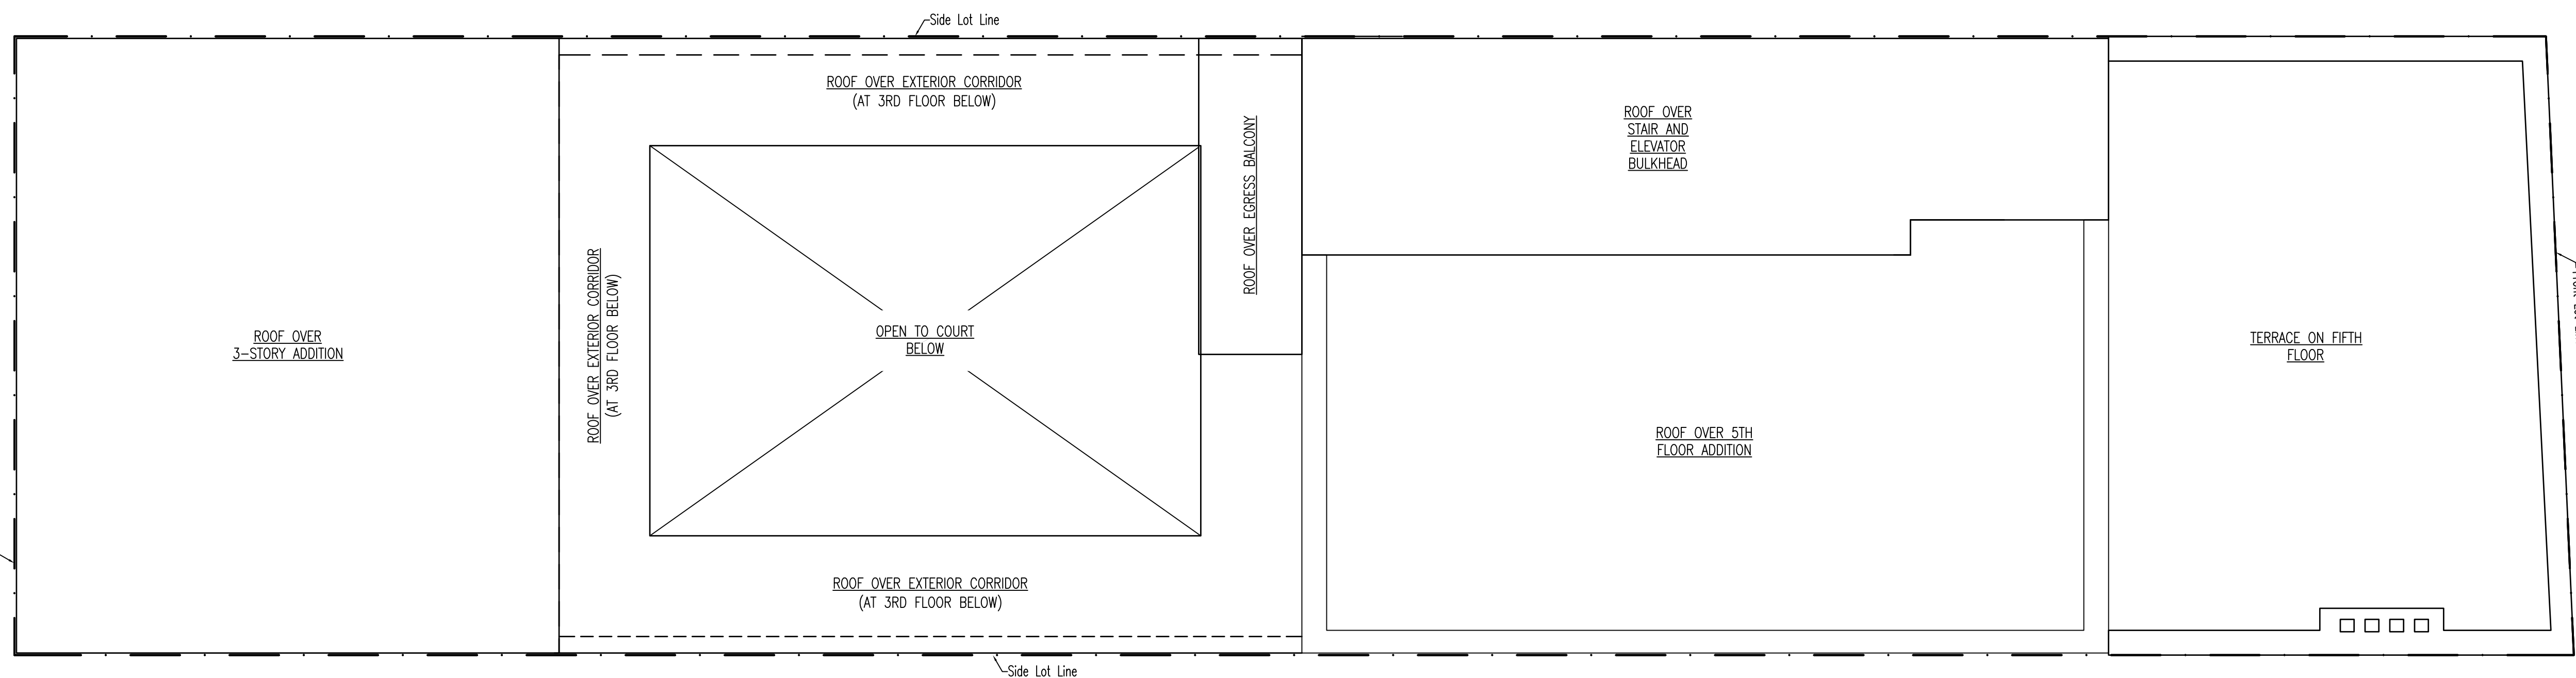 Side Lot Line
ROOF OVER EXTERIOR CORRIDOR
(AT 3RD FLOOR BELOW)
ROOF OVER
STAIR AND
ELEVATOR
BULKHEAD
ROOF OVER EGRESS BALCONY
ROOF OVER
3-STORY ADDITION
ROOF OVER EXTERIOR CORRIDOR
(AT 3RD FLOOR BELOW)
OPEN TO COURT
BELOW
TERRACE ON FIFTH
FLOOR
ROOF OVER 5TH
FLOOR ADDITION
ROOF OVER EXTERIOR CORRIDOR
(AT 3RD FLOOR BELOW)
Side Lot Line